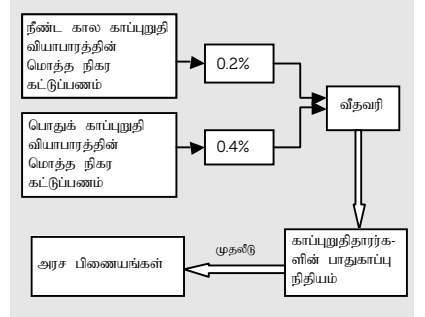 நீண்ட கால காப்புறுதி
வியாபாரத்தின்
மொத்த நிகர
கட்டுப்பணம்
0.2%
வீதவரி
பொதுக் காப்புறுதி
வியாபாரத்தின்
மொத்த நிகர
கட்டுப்பணம்
0.4%
காப்புறுதிதாரர்க-
ளின் பாதுகாப்பு
நிதியம்
முதலீடு
அரச பிணையங்கள்